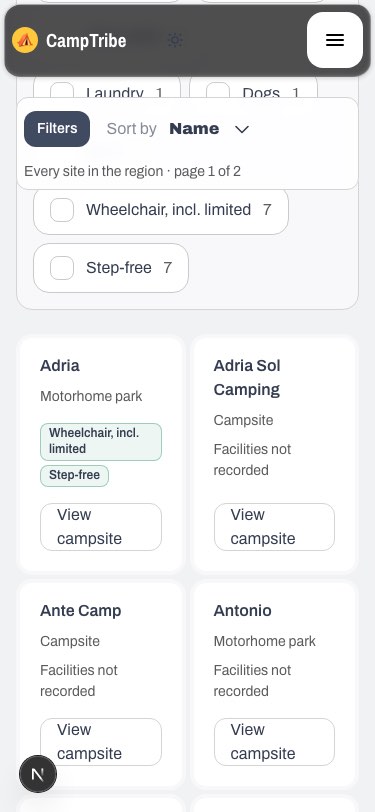 CampTribe
Laundry 1
Dogs 1
Filters
Sort by Name
Every site in the region · page 1 of 2
Wheelchair, incl. limited 7
Step-free 7
Adria
Motorhome park
Wheelchair, incl.
limited
Step-free
View
campsite
Adria Sol
Camping
Campsite
Facilities not
recorded
View
campsite
Ante Camp
Campsite
Facilities not
recorded
View
campsite
Antonio
Motorhome park
Facilities not
recorded
View
campsite
N